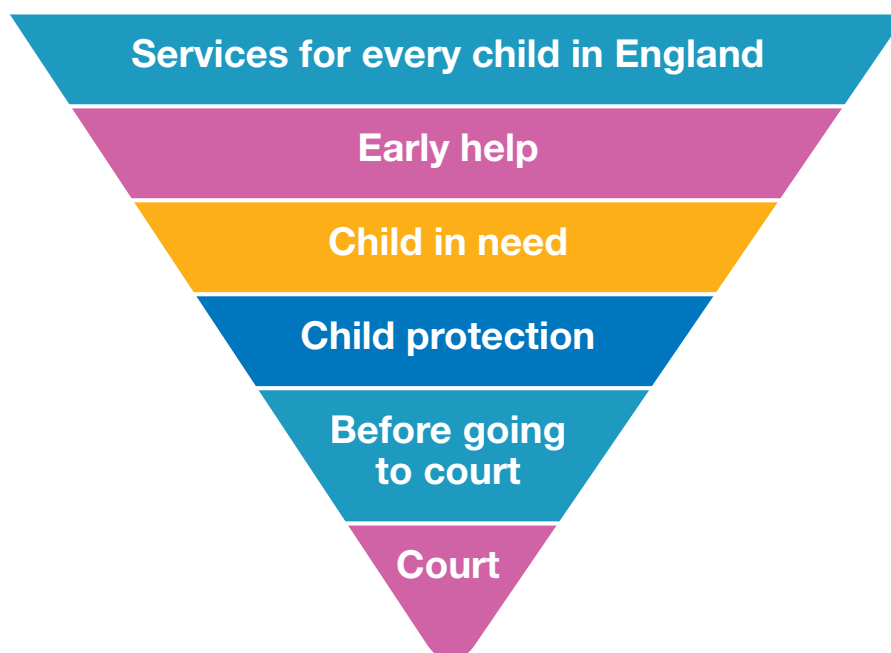 Services for every child in England
Early help
Child in need
Child protection
Before going
to court
Court